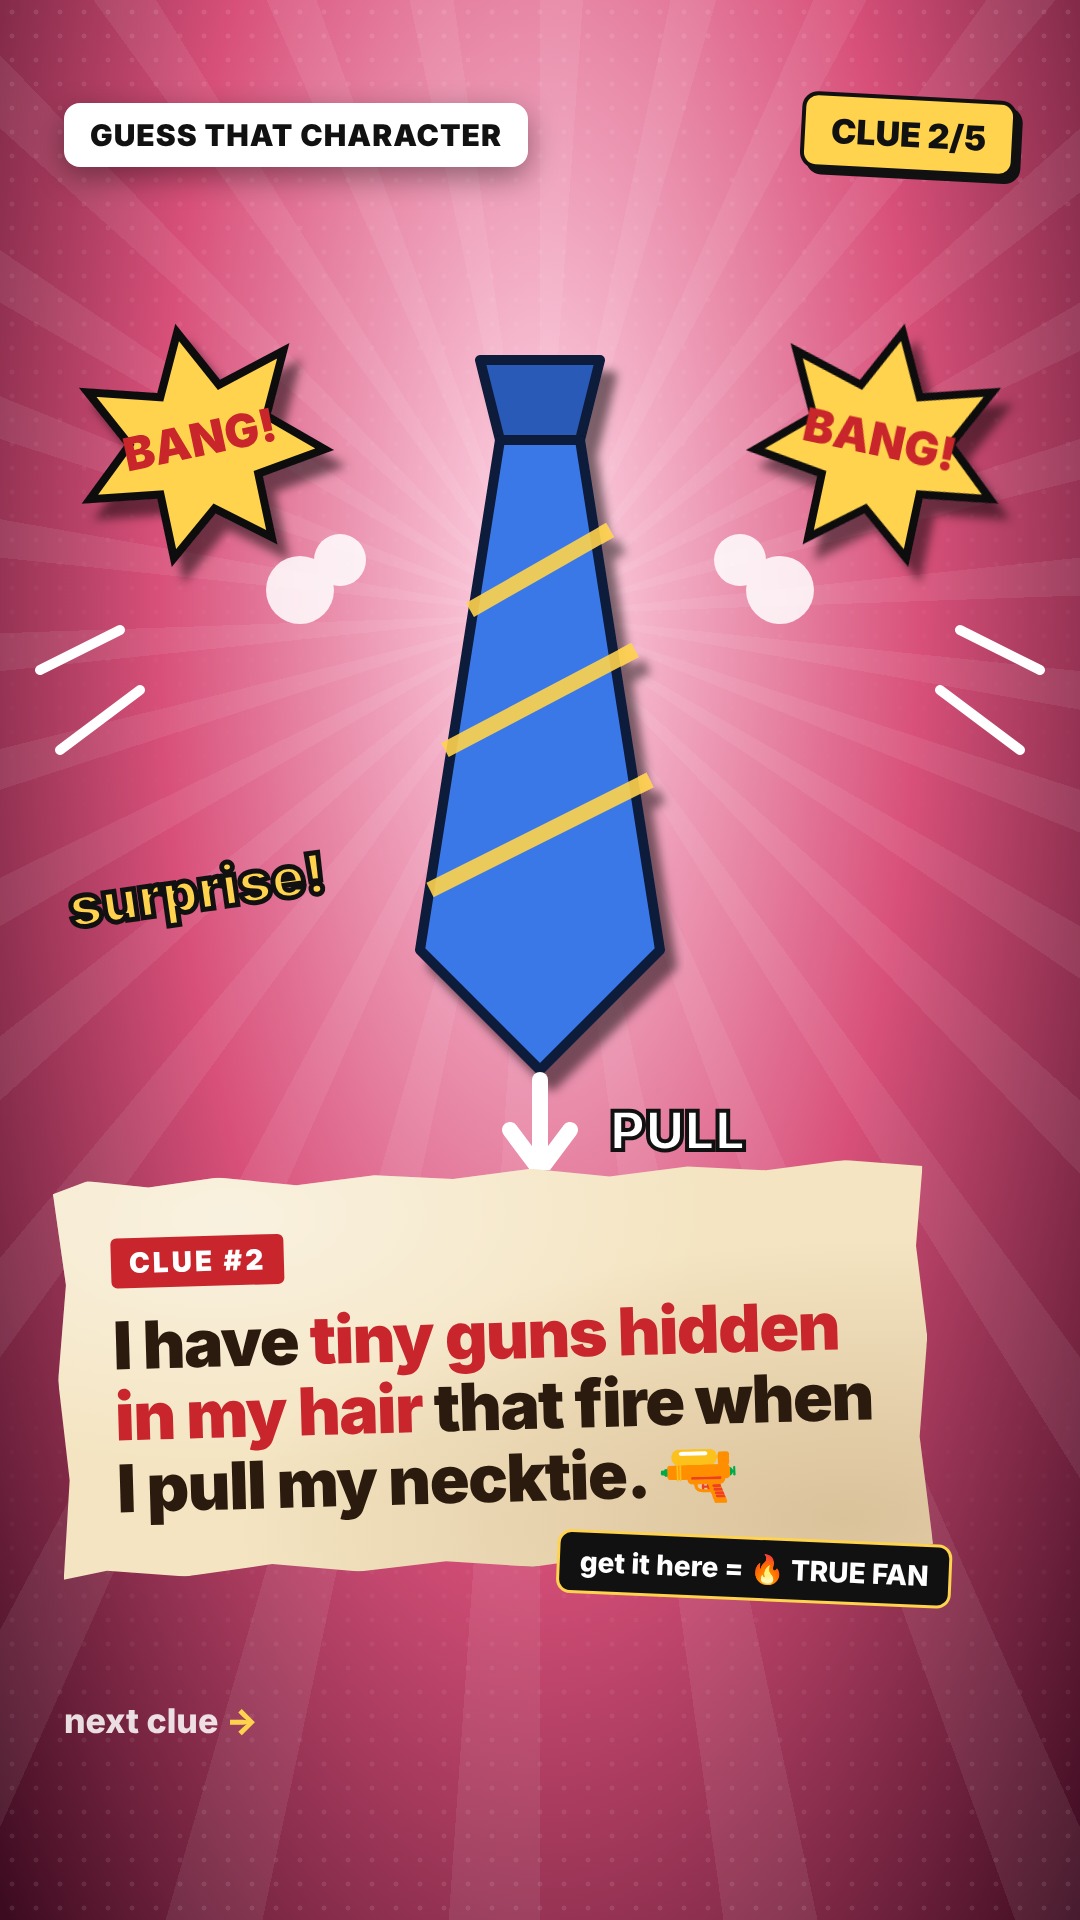 GUESS THAT CHARACTER
CLUE 2/5
BANG!
BANG!
surprise!
PULL
CLUE #2
I have tiny guns hidden
in my hair that fire when
I pull my necktie. 🔫
get it here = 🔥 TRUE FAN
next clue →